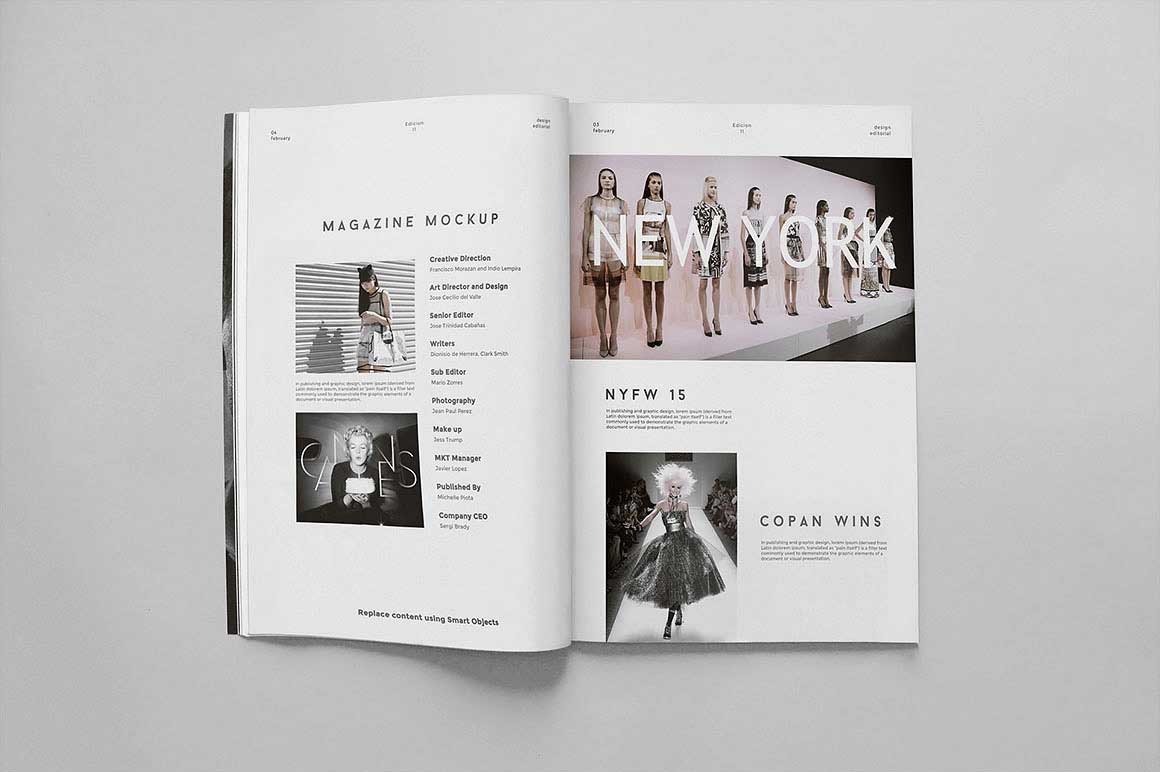 04
february
Edicion
11
design
editorial
MAGAZINE MOCKUP
Creative Direction
Francisco Morazan and Indio Lempira
Art Director and Design
Jose Cecilio del Valle
Senior Editor
Jose Trinidad Cabañas
Writers
Dionisio de Herrera, Clark Smith
Sub Editor
Mario Zorres
Photography
Jean Paul Perez
Make up
Jess Trump
MKT Manager
Javier Lopez
Published By
Michelle Piota
Company CEO
Sergi Brady
In publishing and graphic design, lorem ipsum (derived from
Latin dolorem ipsum, translated as "pain itself") is a filler text
commonly used to demonstrate the graphic elements of a
document or visual presentation.
CANNES
Replace content using Smart Objects
03
february
Edicion
11
design
editorial
NEW YORK
NYFW 15
In publishing and graphic design, lorem ipsum (derived from
Latin dolorem ipsum, translated as "pain itself") is a filler text
commonly used to demonstrate the graphic elements of a
document or visual presentation.
COPAN WINS
In publishing and graphic design, lorem ipsum (derived from
Latin dolorem ipsum, translated as "pain itself") is a filler text
commonly used to demonstrate the graphic elements of a
document or visual presentation.